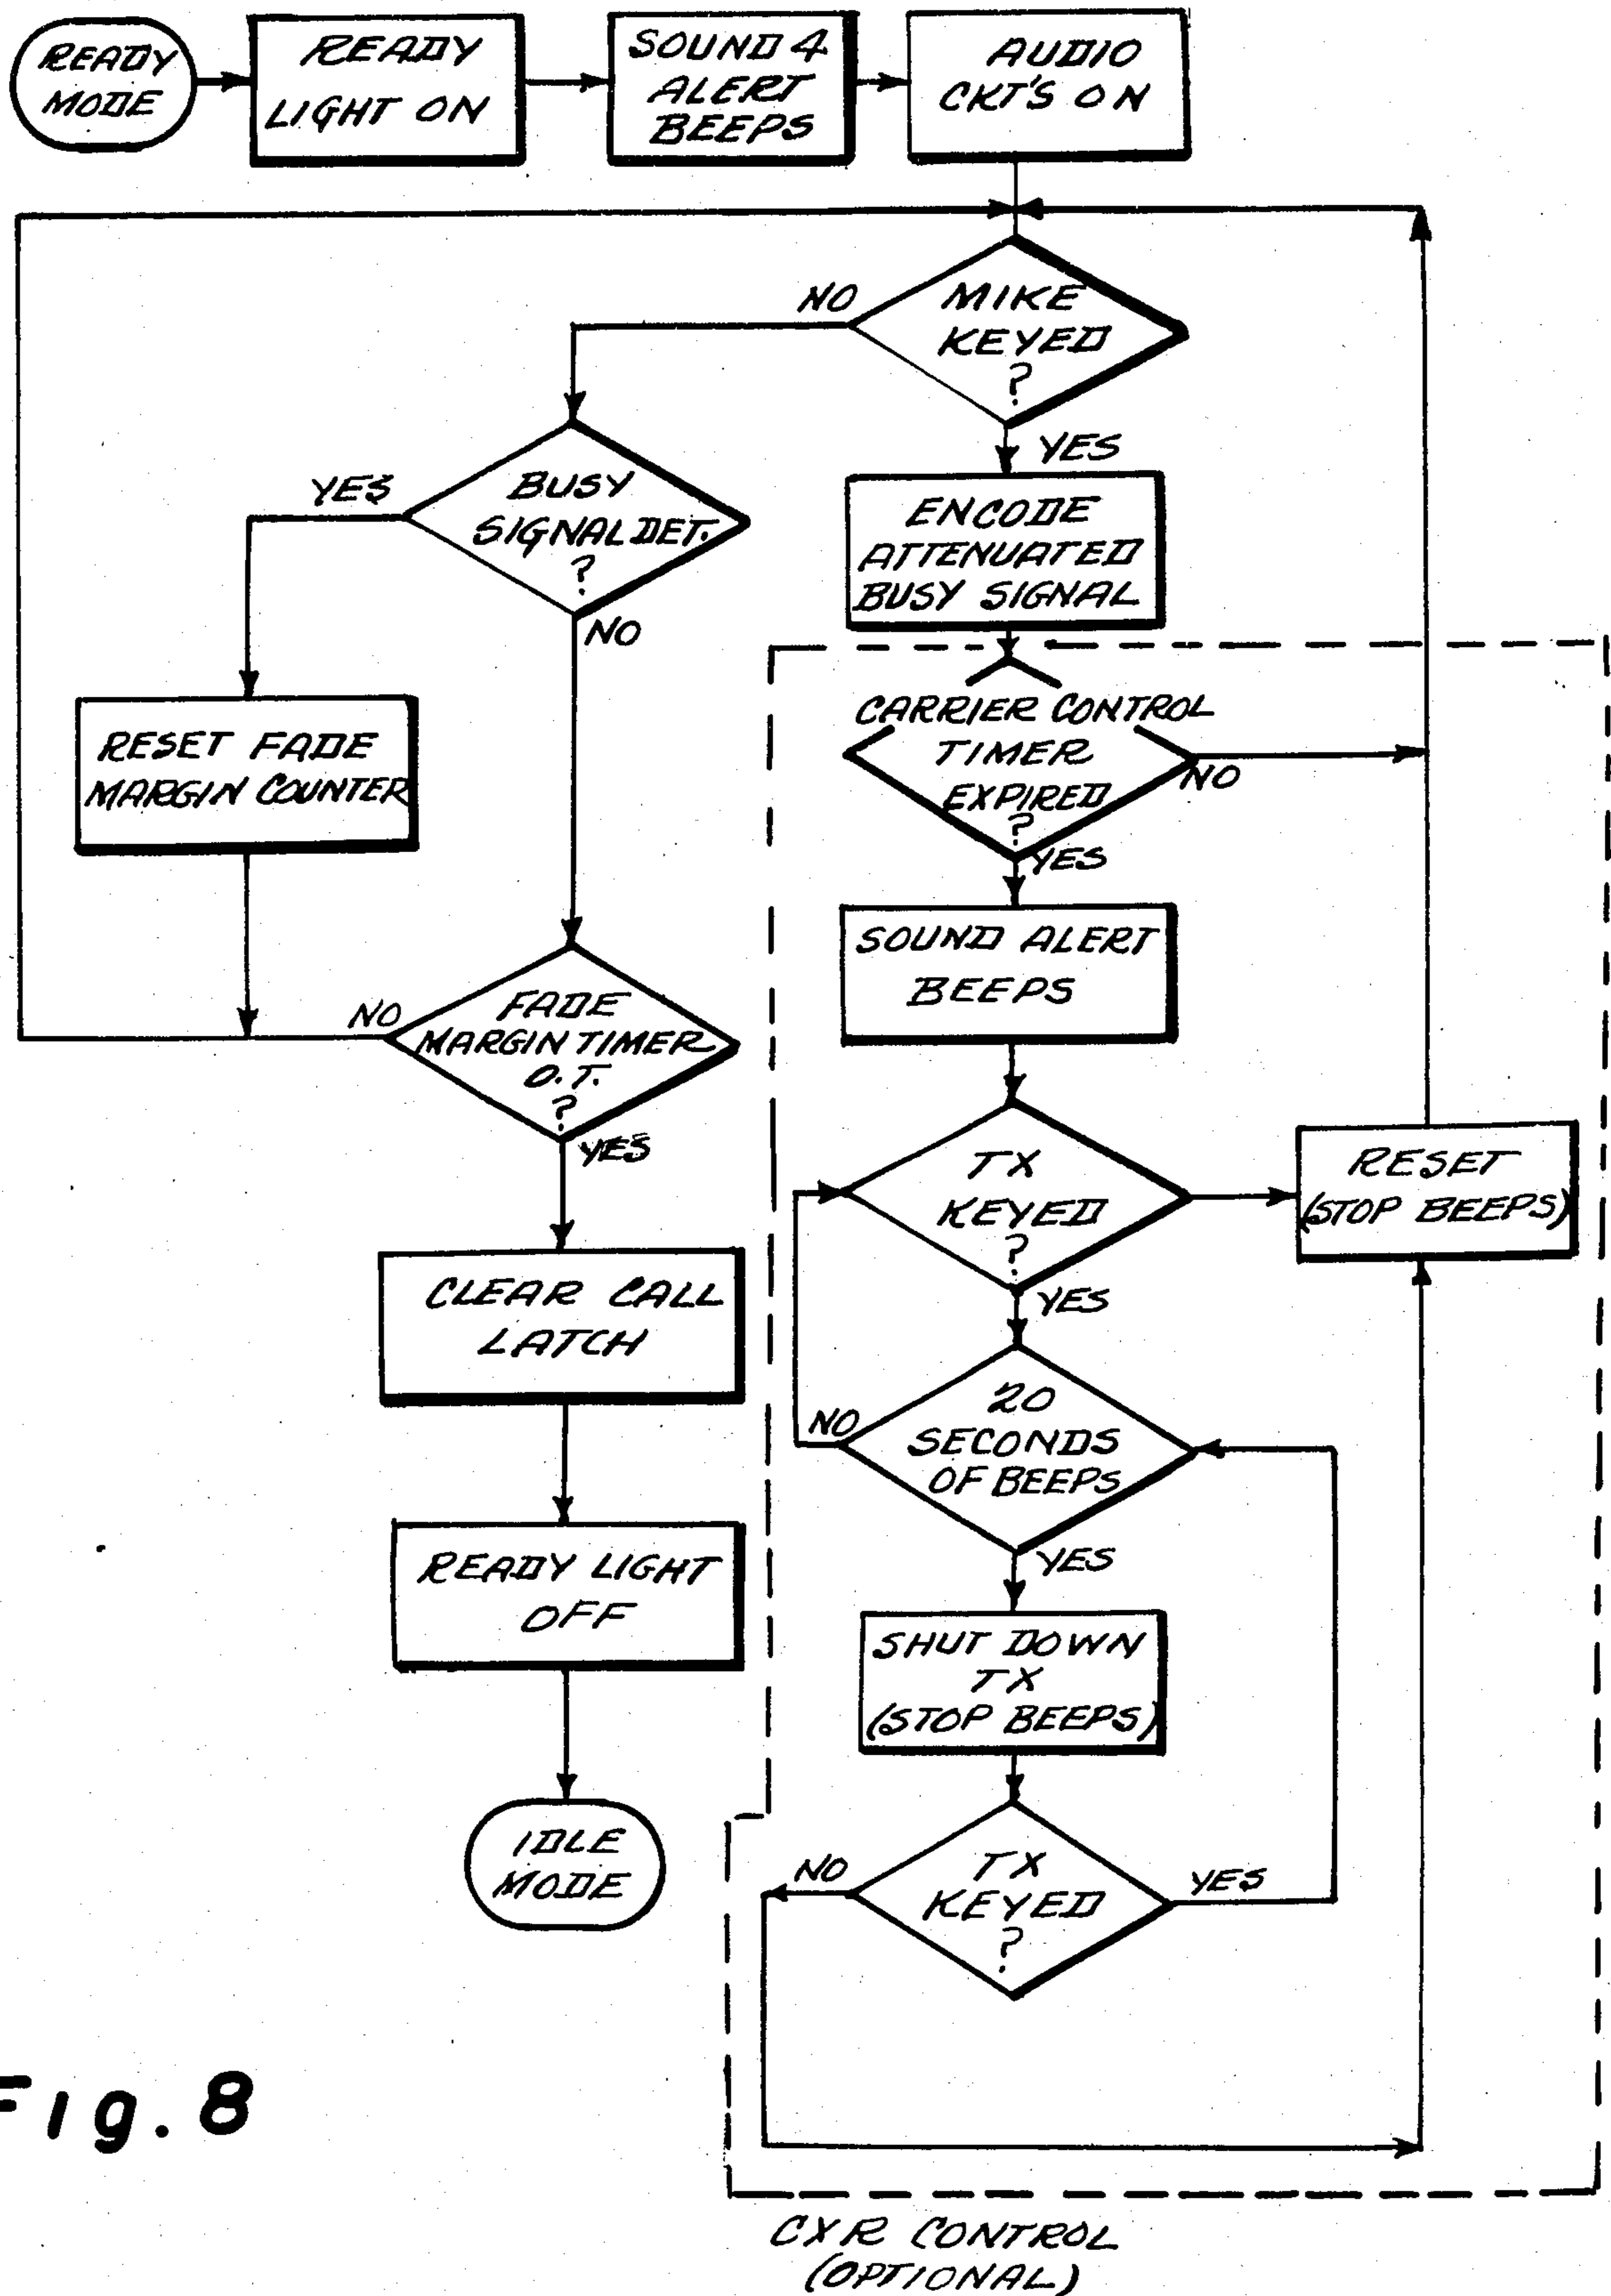 READY
MODE
READY
LIGHT ON
SOUND 4
ALERT
BEEPS
AUDIO
CKT'S ON
MIKE
KEYED
?
NO
YES
BUSY
SIGNAL DET.
?
YES
NO
ENCODE
ATTENUATED
BUSY SIGNAL
RESET FADE
MARGIN COUNTER
CARRIER CONTROL
TIMER
EXPIRED
?
NO
YES
SOUND ALERT
BEEPS
FADE
MARGIN TIMER
O.T.
?
NO
YES
TX
KEYED
?
YES
RESET
(STOP BEEPS)
CLEAR CALL
LATCH
20
SECONDS
OF BEEPS
NO
YES
READY LIGHT
OFF
SHUT DOWN
TX
(STOP BEEPS)
IDLE
MODE
TX
KEYED
?
NO
YES
Fig. 8
CXR CONTROL
(OPTIONAL)